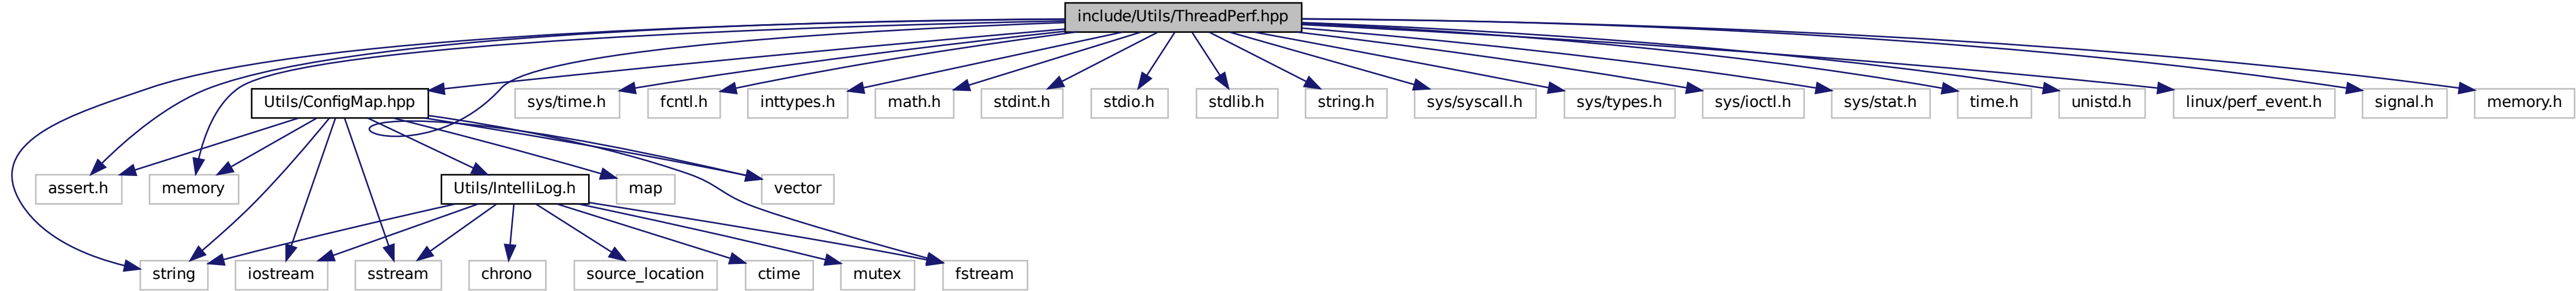 include/Utils/ThreadPerf.hpp
Utils/ConfigMap.hpp
sys/time.h
fcntl.h
inttypes.h
math.h
stdint.h
stdio.h
stdlib.h
string.h
sys/syscall.h
sys/types.h
sys/ioctl.h
sys/stat.h
time.h
unistd.h
linux/perf_event.h
signal.h
memory.h
assert.h
memory
Utils/IntelliLog.h
map
vector
string
iostream
sstream
chrono
source_location
ctime
mutex
fstream